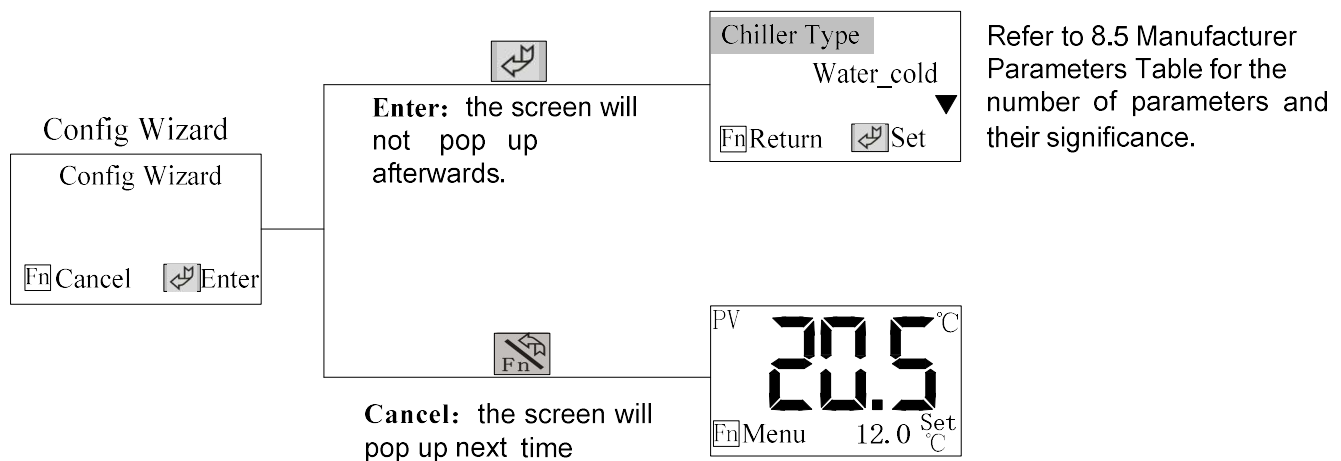 Config Wizard
Config Wizard
Fn Cancel Enter
Enter: the screen will
not pop up
afterwards.
Chiller Type
Water_cold
Fn Return Set
Refer to 8.5 Manufacturer
Parameters Table for the
number of parameters and
their significance.
Fn
Cancel: the screen will
pop up next time
PV 20.5 ℃
Fn Menu 12.0 Set
℃